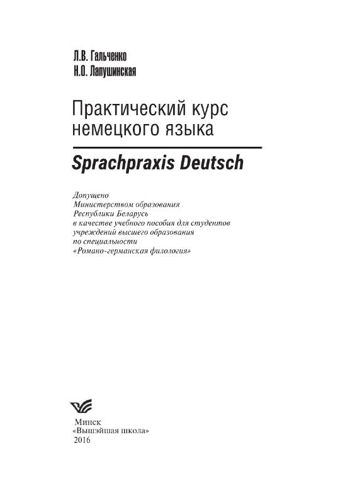 Л.В. Гальченко
Н.О. Лапушинская
Практический курс
немецкого языка
Sprachpraxis Deutsch
Допущено
Министерством образования
Республики Беларусь
в качестве учебного пособия для студентов
учреждений высшего образования
по специальности
«Романо-германская филология»
Минск
«Вышэйшая школа»
2016